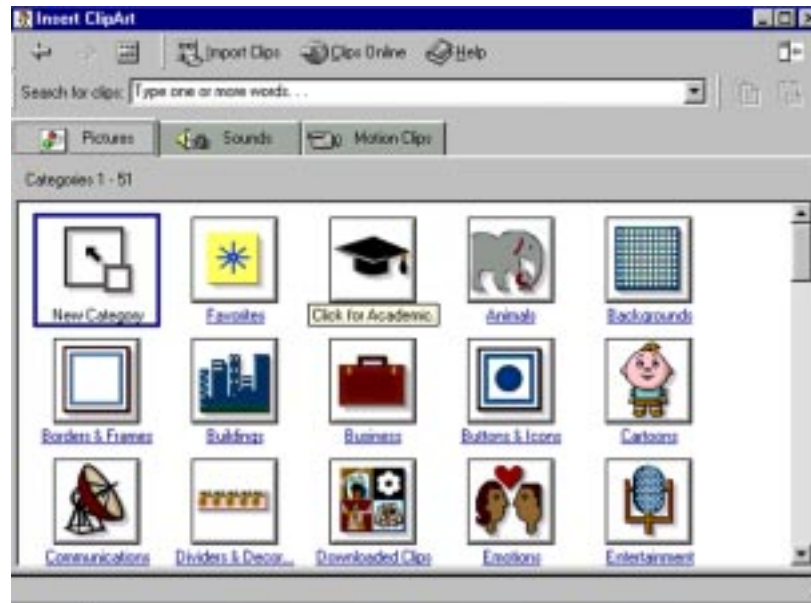 Insert ClipArt
Import Clips Clips Online Help
Search for clips: Type one or more words. . .
Pictures Sounds Motion Clips
Categories 1 - 51
New Category Favorites Click for Academic. Animals Backgrounds
Borders & Frames Buildings Business Buttons & Icons Cartoons
Communications Dividers & Decor... Downloaded Clips Emotions Entertainment